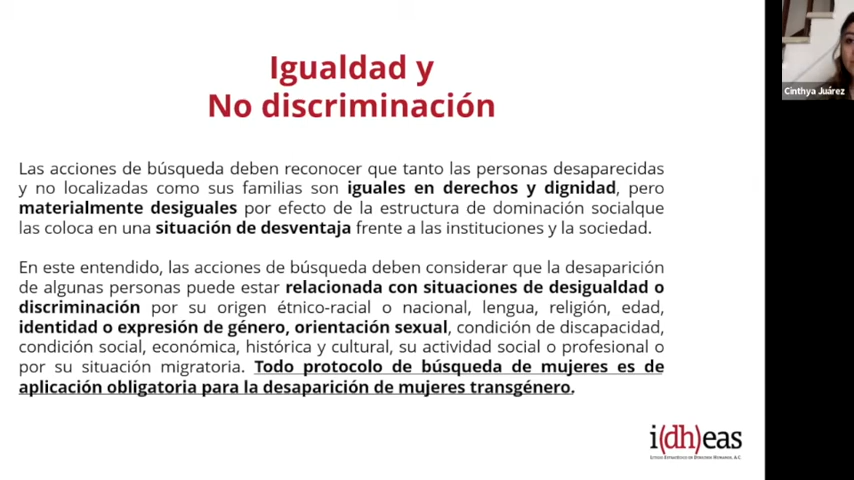 Igualdad y
No discriminación
Cinthya Juárez
Las acciones de búsqueda deben reconocer que tanto las personas desaparecidas
y no localizadas como sus familias son iguales en derechos y dignidad, pero
materialmente desiguales por efecto de la estructura de dominación socialque
las coloca en una situación de desventaja frente a las instituciones y la sociedad.
En este entendido, las acciones de búsqueda deben considerar que la desaparición
de algunas personas puede estar relacionada con situaciones de desigualdad o
discriminación por su origen étnico-racial o nacional, lengua, religión, edad,
identidad o expresión de género, orientación sexual, condición de discapacidad,
condición social, económica, histórica y cultural, su actividad social o profesional o
por su situación migratoria. Todo protocolo de búsqueda de mujeres es de
aplicación obligatoria para la desaparición de mujeres transgénero.
i(dh)eas
Litigio Estratégico en Derechos Humanos, A.C.